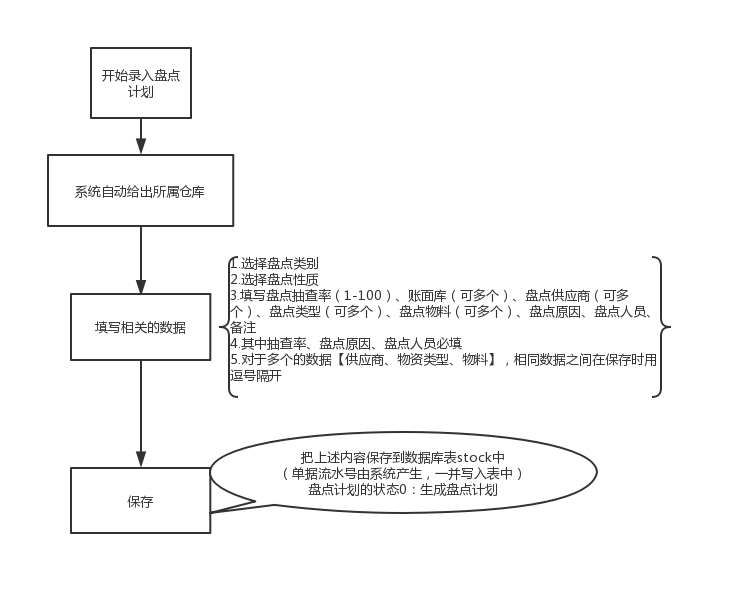 开始录入盘点
计划
系统自动给出所属仓库
填写相关的数据
1.选择盘点类别
2.选择盘点性质
3.填写盘点抽查率（1-100）、账面库（可多个）、盘点供应商（可多
个）、盘点类型（可多个）、盘点物料（可多个）、盘点原因、盘点人员、
备注
4.其中抽查率、盘点原因、盘点人员必填
5.对于多个的数据【供应商、物资类型、物料】，相同数据之间在保存时用
逗号隔开
保存
把上述内容保存到数据库表stock中
（单据流水号由系统产生，一并写入表中）
盘点计划的状态0：生成盘点计划